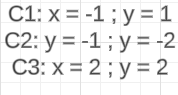 C1: x = -1 ; y = 1
C2: y = -1 ; y = -2
C3: x = 2 ; y = 2